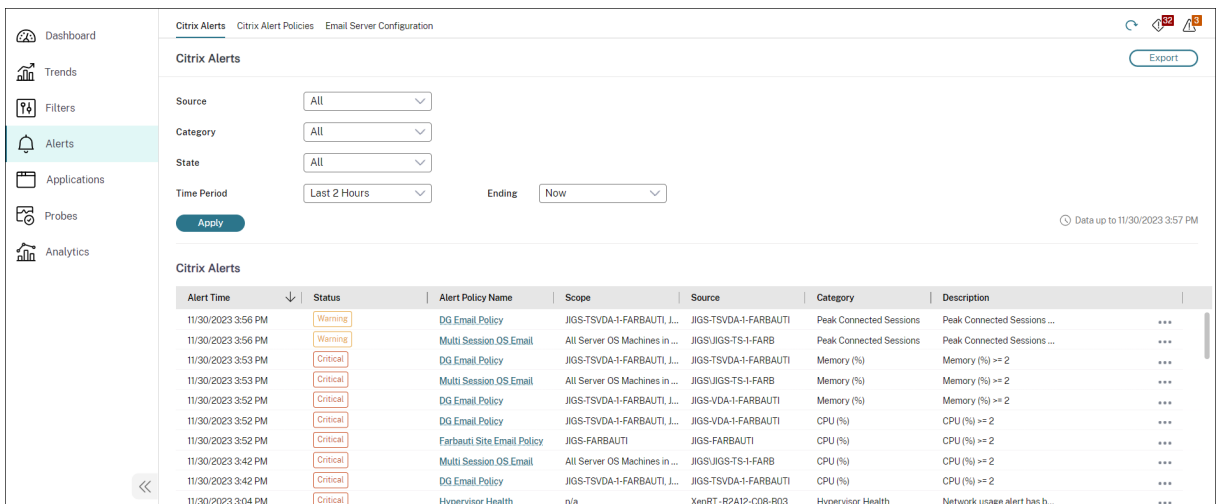 Citrix Alerts Citrix Alert Policies Email Server Configuration 32 3
Dashboard
Trends
Filters
Alerts
Applications
Probes
Analytics
Citrix Alerts Export
Source All
Category All
State All
Time Period Last 2 Hours Ending Now
Apply Data up to 11/30/2023 3:57 PM
Citrix Alerts
Alert Time Status Alert Policy Name Scope Source Category Description
11/30/2023 3:56 PM Warning DG Email Policy JIGS-TSVDA-1-FARBAUTI, J... JIGS-TSVDA-1-FARBAUTI Peak Connected Sessions Peak Connected Sessions ...
11/30/2023 3:56 PM Warning Multi Session OS Email All Server OS Machines in ... JIGS\JIGS-TS-1-FARB Peak Connected Sessions Peak Connected Sessions ...
11/30/2023 3:53 PM Critical DG Email Policy JIGS-TSVDA-1-FARBAUTI, J... JIGS-TSVDA-1-FARBAUTI Memory (%) Memory (%) >= 2
11/30/2023 3:53 PM Critical Multi Session OS Email All Server OS Machines in ... JIGS\JIGS-TS-1-FARB Memory (%) Memory (%) >= 2
11/30/2023 3:52 PM Critical DG Email Policy JIGS-TSVDA-1-FARBAUTI, J... JIGS-VDA-1-FARBAUTI Memory (%) Memory (%) >= 2
11/30/2023 3:52 PM Critical DG Email Policy JIGS-TSVDA-1-FARBAUTI, J... JIGS-TSVDA-1-FARBAUTI CPU (%) CPU (%) >= 2
11/30/2023 3:52 PM Critical Farbauti Site Email Policy JIGS-FARBAUTI JIGS-FARBAUTI CPU (%) CPU (%) >= 2
11/30/2023 3:42 PM Critical Multi Session OS Email All Server OS Machines in ... JIGS\JIGS-TS-1-FARB CPU (%) CPU (%) >= 2
11/30/2023 3:42 PM Critical DG Email Policy JIGS-TSVDA-1-FARBAUTI, J... JIGS-TSVDA-1-FARBAUTI CPU (%) CPU (%) >= 2
11/30/2023 3:04 PM Critical Hypervisor Health n/a XenRT-R2A12-C08-B03 Hypervisor Health Network usage alert has b...